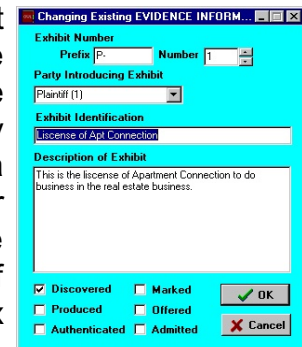 Changing Existing EVIDENCE INFORM...
Exhibit Number
Prefix P- Number 1
Party Introducing Exhibit
Plaintiff (1)
Exhibit Identification
Liscense of Apt Connection
Description of Exhibit
This is the liscense of Apartment Connection to do
business in the real estate business.
Discovered Marked
OK
Produced Offered
Authenticated Admitted
Cancel